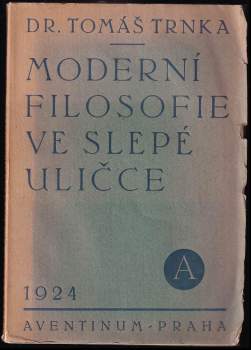 DR. TOMÁŠ TRNKA
MODERNÍ
FILOSOFIE
VE SLEPÉ
ULIČCE
A
1924
AVENTINUM-PRAHA